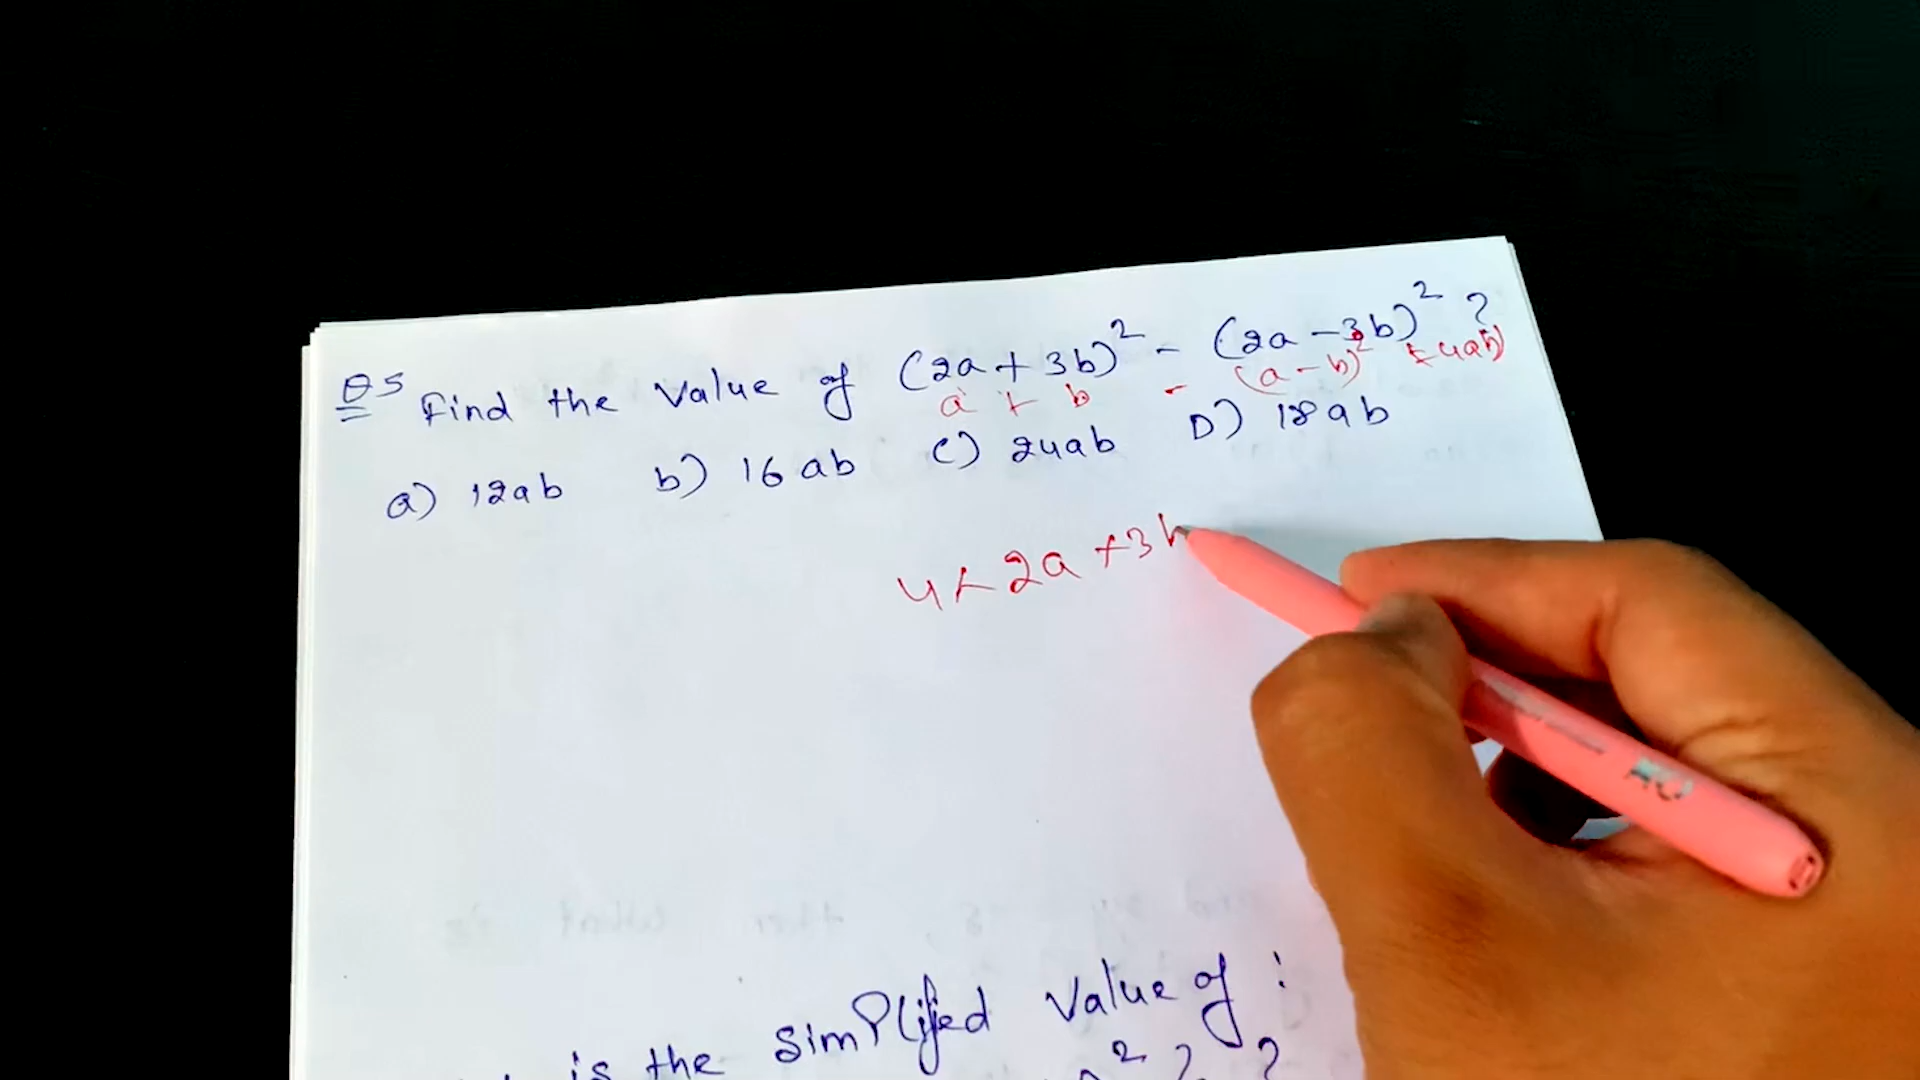 Q5 Find the Value of (2a + 3b)² - (2a - 3b)² ?
a + b - (a - b)² = 4ab)
a) 12ab b) 16 ab c) 24ab D) 18ab
4 × 2a + 3b
is the simplified Value of :
² ? ?